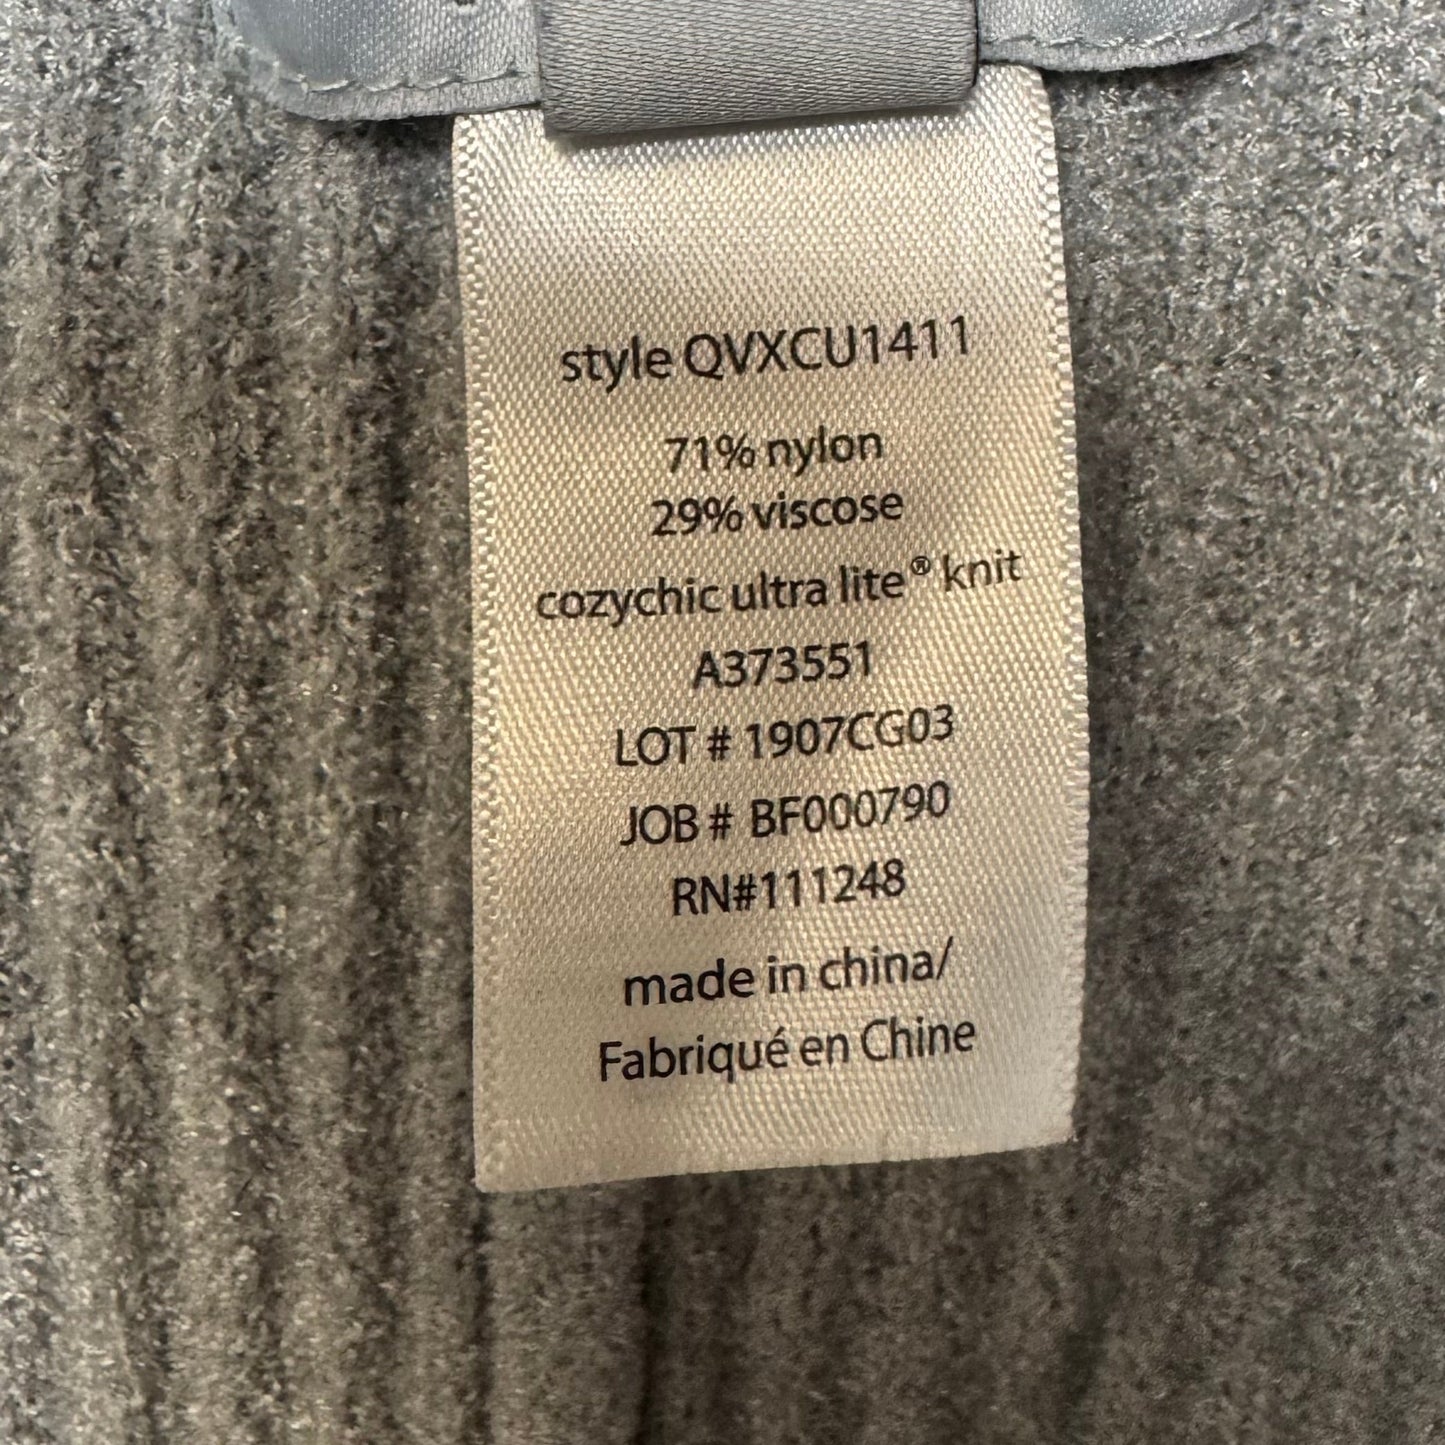 style QVXCU1411
71% nylon
29% viscose
cozychic ultra lite® knit
A373551
LOT # 1907CG03
JOB # BF000790
RN#111248
made in china/
Fabriqué en Chine